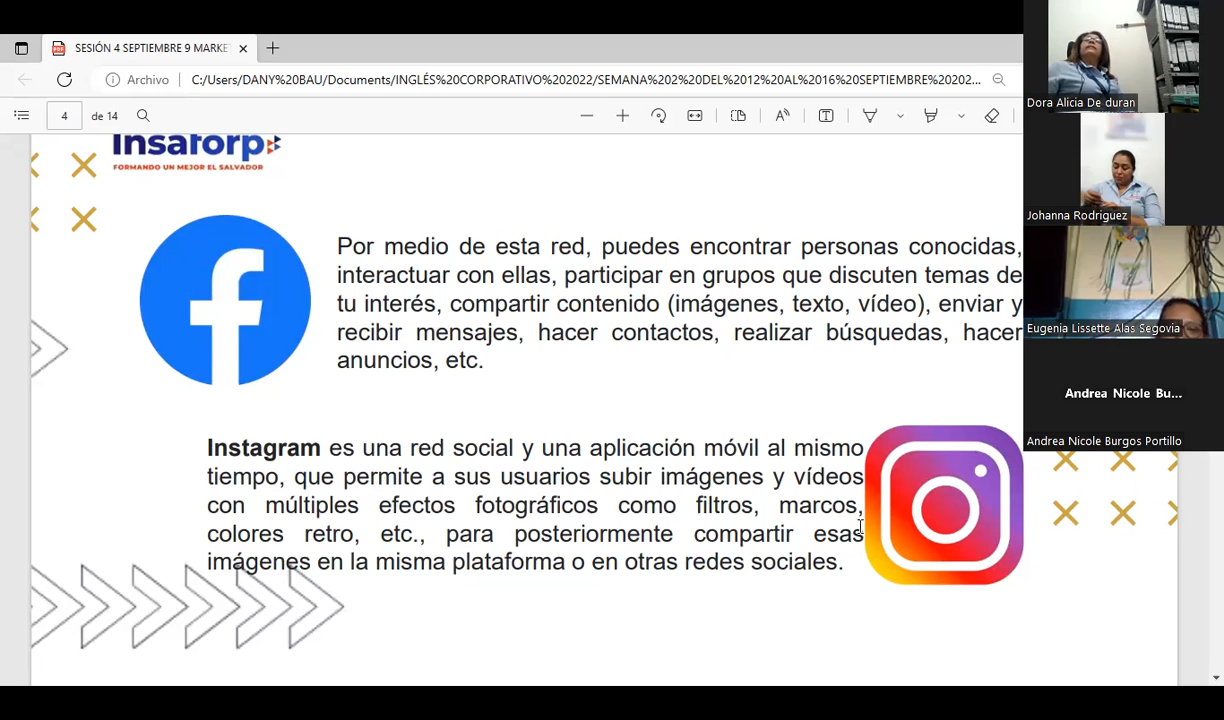 SESIÓN 4 SEPTIEMBRE 9 MARKET
Archivo
C:/Users/DANY%20BAU/Documents/INGLÉS%20CORPORATIVO%202022/SEMANA%202%20DEL%2012%20AL%2016%20SEPTIEMBRE%20202...
4
de 14
Insaforp
FORMANDO UN MEJOR EL SALVADOR
Por medio de esta red, puedes encontrar personas conocidas,
interactuar con ellas, participar en grupos que discuten temas de
tu interés, compartir contenido (imágenes, texto, vídeo), enviar y
recibir mensajes, hacer contactos, realizar búsquedas, hacer
anuncios, etc.
Instagram es una red social y una aplicación móvil al mismo
tiempo, que permite a sus usuarios subir imágenes y vídeos
con múltiples efectos fotográficos como filtros, marcos,
colores retro, etc., para posteriormente compartir esas
imágenes en la misma plataforma o en otras redes sociales.
Dora Alicia De duran
Johanna Rodriguez
Eugenia Lissette Alas Segovia
Andrea Nicole Bu...
Andrea Nicole Burgos Portillo